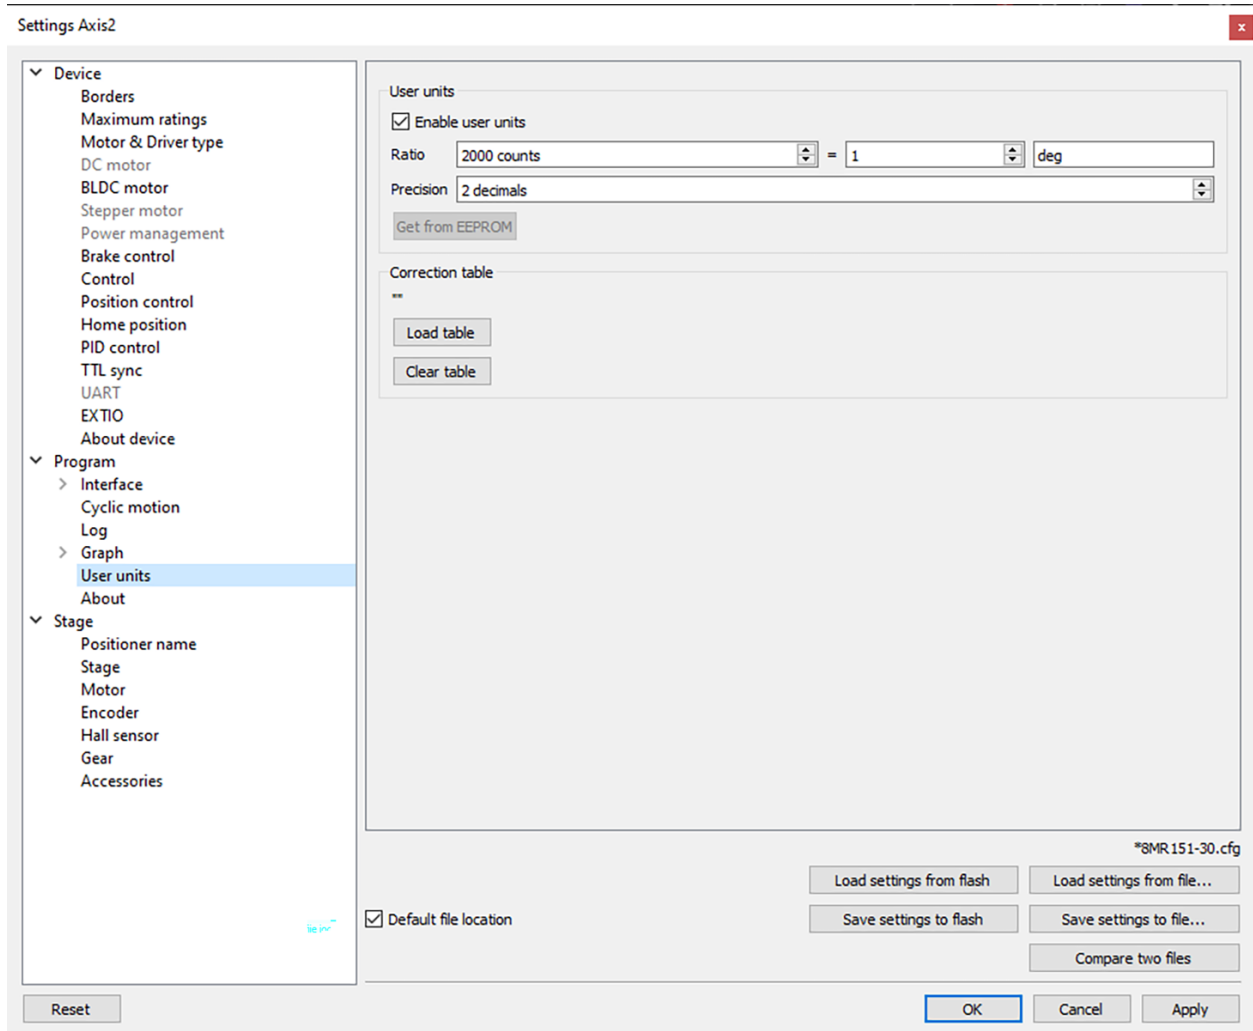 Settings Axis2
x
Device
Borders
Maximum ratings
Motor & Driver type
DC motor
BLDC motor
Stepper motor
Power management
Brake control
Control
Position control
Home position
PID control
TTL sync
UART
EXTIO
About device
Program
Interface
Cyclic motion
Log
Graph
User units
About
Stage
Positioner name
Stage
Motor
Encoder
Hall sensor
Gear
Accessories
User units
Enable user units
Ratio 2000 counts = 1 deg
Precision 2 decimals
Get from EEPROM
Correction table
""
Load table
Clear table
*8MR151-30.cfg
Load settings from flash Load settings from file...
Default file location Save settings to flash Save settings to file...
Compare two files
Reset OK Cancel Apply